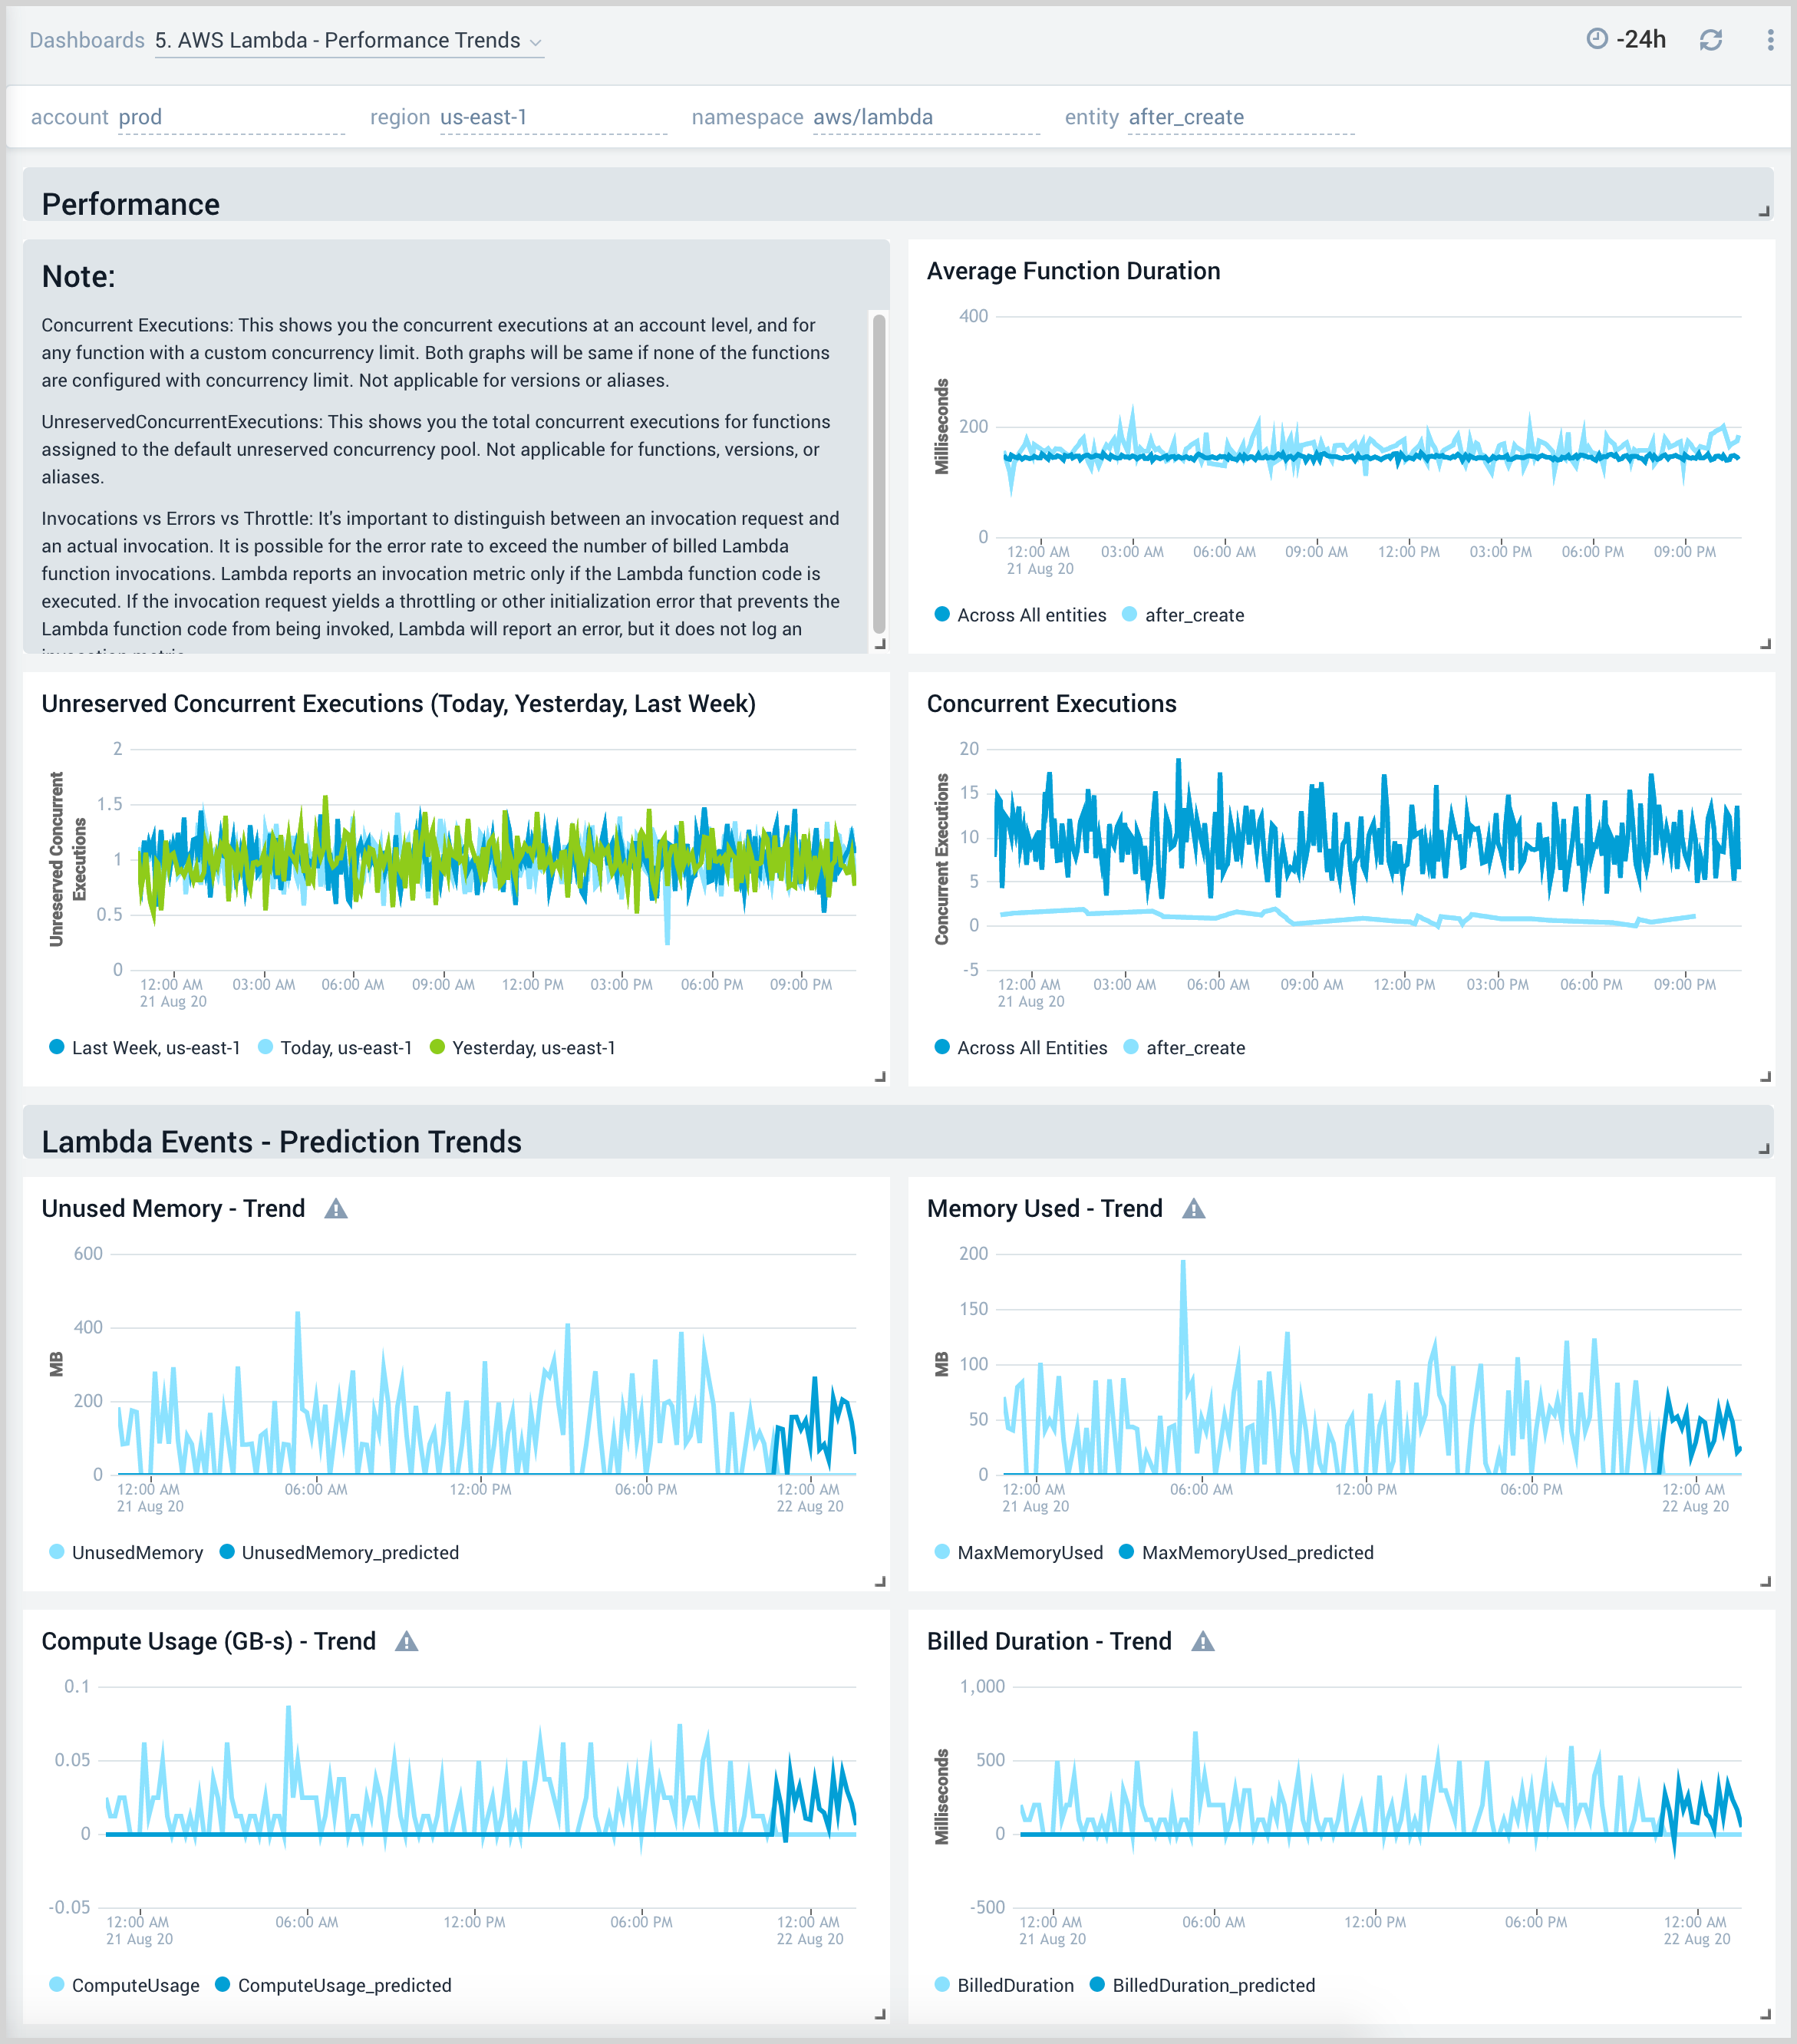 Dashboards 5. AWS Lambda - Performance Trends
-24h
account prod
region us-east-1
namespace aws/lambda
entity after_create
Performance
Note:
Concurrent Executions: This shows you the concurrent executions at an account level, and for
any function with a custom concurrency limit. Both graphs will be same if none of the functions
are configured with concurrency limit. Not applicable for versions or aliases.
UnreservedConcurrentExecutions: This shows you the total concurrent executions for functions
assigned to the default unreserved concurrency pool. Not applicable for functions, versions, or
aliases.
Invocations vs Errors vs Throttle: It's important to distinguish between an invocation request and
an actual invocation. It is possible for the error rate to exceed the number of billed Lambda
function invocations. Lambda reports an invocation metric only if the Lambda function code is
executed. If the invocation request yields a throttling or other initialization error that prevents the
Lambda function code from being invoked, Lambda will report an error, but it does not log an
Average Function Duration
Milliseconds
400
200
0
12:00 AM 03:00 AM 06:00 AM 09:00 AM 12:00 PM 03:00 PM 06:00 PM 09:00 PM
21 Aug 20
Across All entities after_create
Unreserved Concurrent Executions (Today, Yesterday, Last Week)
Unreserved Concurrent
Executions
2
1.5
1
0.5
0
12:00 AM 03:00 AM 06:00 AM 09:00 AM 12:00 PM 03:00 PM 06:00 PM 09:00 PM
21 Aug 20
Last Week, us-east-1 Today, us-east-1 Yesterday, us-east-1
Concurrent Executions
Concurrent Executions
20
15
10
5
0
-5
12:00 AM 03:00 AM 06:00 AM 09:00 AM 12:00 PM 03:00 PM 06:00 PM 09:00 PM
21 Aug 20
Across All Entities after_create
Lambda Events - Prediction Trends
Unused Memory - Trend
MB
600
400
200
0
12:00 AM 06:00 AM 12:00 PM 06:00 PM 12:00 AM
21 Aug 20 22 Aug 20
UnusedMemory UnusedMemory_predicted
Memory Used - Trend
MB
200
150
100
50
0
12:00 AM 06:00 AM 12:00 PM 06:00 PM 12:00 AM
21 Aug 20 22 Aug 20
MaxMemoryUsed MaxMemoryUsed_predicted
Compute Usage (GB-s) - Trend
0.1
0.05
0
-0.05
12:00 AM 06:00 AM 12:00 PM 06:00 PM 12:00 AM
21 Aug 20 22 Aug 20
ComputeUsage ComputeUsage_predicted
Billed Duration - Trend
Milliseconds
1,000
500
0
-500
12:00 AM 06:00 AM 12:00 PM 06:00 PM 12:00 AM
21 Aug 20 22 Aug 20
BilledDuration BilledDuration_predicted